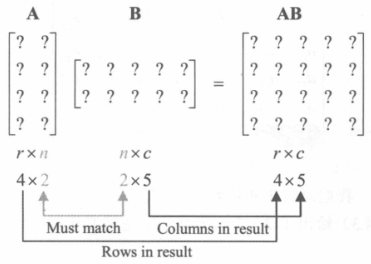 A B AB
? ? ? ? ? ? ?
? ? ? ? ? ? ? ? ? ? ? ?
? ? = ? ? ? ? ?
? ? ? ? ? ? ? ? ? ? ? ?
? ? ? ? ? ? ?
r×n n×c r×c
4×2 2×5 4×5
Must match Columns in result
Rows in result